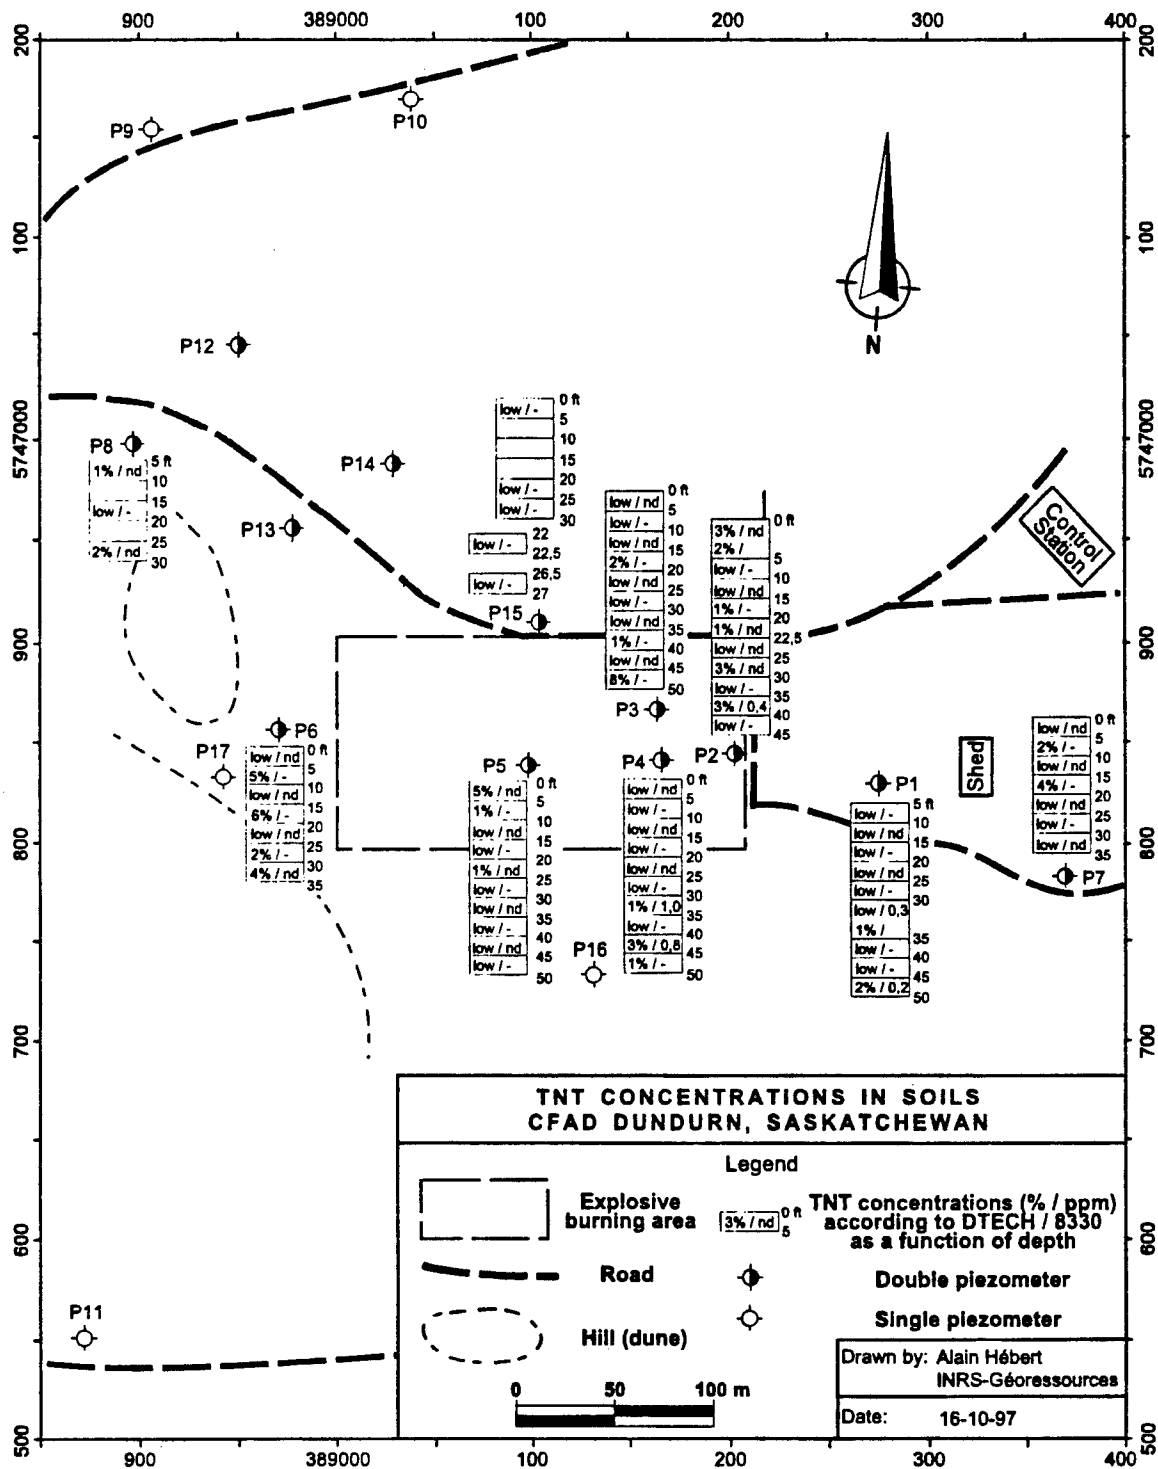 900 389000 100 200 300 400
200
200
P10
P9
100
100
N
P12
5747000
5747000
P8
5 ft
1% / nd
10
15
low / -
20
25
2% / nd
30
P14
P13
0 ft
low / -
5
10
15
20
low / -
25
low / -
30
22
low / -
22,5
26,5
low / -
27
P15
0 ft
low / nd
5
low / -
10
low / nd
15
2% / -
20
low / nd
25
low / -
30
low / nd
35
1% / -
40
low / nd
45
8% / -
50
P3
0 ft
3% / nd
2% /
5
low / -
10
low / nd
15
1% / -
20
1% / nd
22,5
low / nd
25
3% / nd
30
low / -
35
3% / 0,4
40
low / -
45
P2
Control
Station
900
900
P6
0 ft
low / nd
5
5% / -
10
low / nd
15
6% / -
20
low / nd
25
2% / -
30
4% / nd
35
P17
P5
0 ft
5% / nd
5
1% / -
10
low / nd
15
low / -
20
1% / nd
25
low / -
30
low / nd
35
low / -
40
low / nd
45
low / -
50
P4
0 ft
low / nd
5
low / -
10
low / nd
15
low / -
20
low / nd
25
low / -
30
1% / 1,0
35
low / -
40
3% / 0,8
45
1% / -
50
P16
Shed
P1
5 ft
low / -
10
low / nd
15
low / -
20
low / nd
25
low / -
30
low / 0,3
1% /
35
low / -
40
low / -
45
2% / 0,2
50
0 ft
low / nd
5
2% / -
10
low / nd
15
4% / -
20
low / nd
25
low / -
30
low / nd
35
P7
800
800
700
700
TNT CONCENTRATIONS IN SOILS
CFAD DUNDURN, SASKATCHEWAN
Legend
Explosive
burning area
3% / nd
0 ft
5
TNT concentrations (% / ppm)
according to DTECH / 8330
as a function of depth
Road
Double piezometer
Hill (dune)
Single piezometer
0 50 100 m
Drawn by: Alain Hébert
INRS-Géoressources
Date: 16-10-97
600
600
P11
500
500
900 389000 100 200 300 400